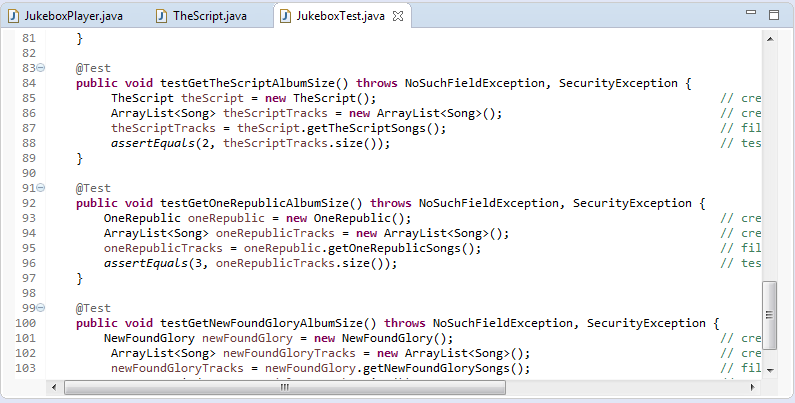 JukeboxPlayer.java TheScript.java JukeboxTest.java
81 }
82
83 @Test
84 public void testGetTheScriptAlbumSize() throws NoSuchFieldException, SecurityException {
85 TheScript theScript = new TheScript(); // cre
86 ArrayList<Song> theScriptTracks = new ArrayList<Song>(); // cre
87 theScriptTracks = theScript.getTheScriptSongs(); // fil
88 assertEquals(2, theScriptTracks.size()); // tes
89 }
90
91 @Test
92 public void testGetOneRepublicAlbumSize() throws NoSuchFieldException, SecurityException {
93 OneRepublic oneRepublic = new OneRepublic(); // cre
94 ArrayList<Song> oneRepublicTracks = new ArrayList<Song>(); // cre
95 oneRepublicTracks = oneRepublic.getOneRepublicSongs(); // fil
96 assertEquals(3, oneRepublicTracks.size()); // tes
97 }
98
99 @Test
100 public void testGetNewFoundGloryAlbumSize() throws NoSuchFieldException, SecurityException {
101 NewFoundGlory newFoundGlory = new NewFoundGlory(); // cre
102 ArrayList<Song> newFoundGloryTracks = new ArrayList<Song>(); // cre
103 newFoundGloryTracks = newFoundGlory.getNewFoundGlorySongs(); // fil